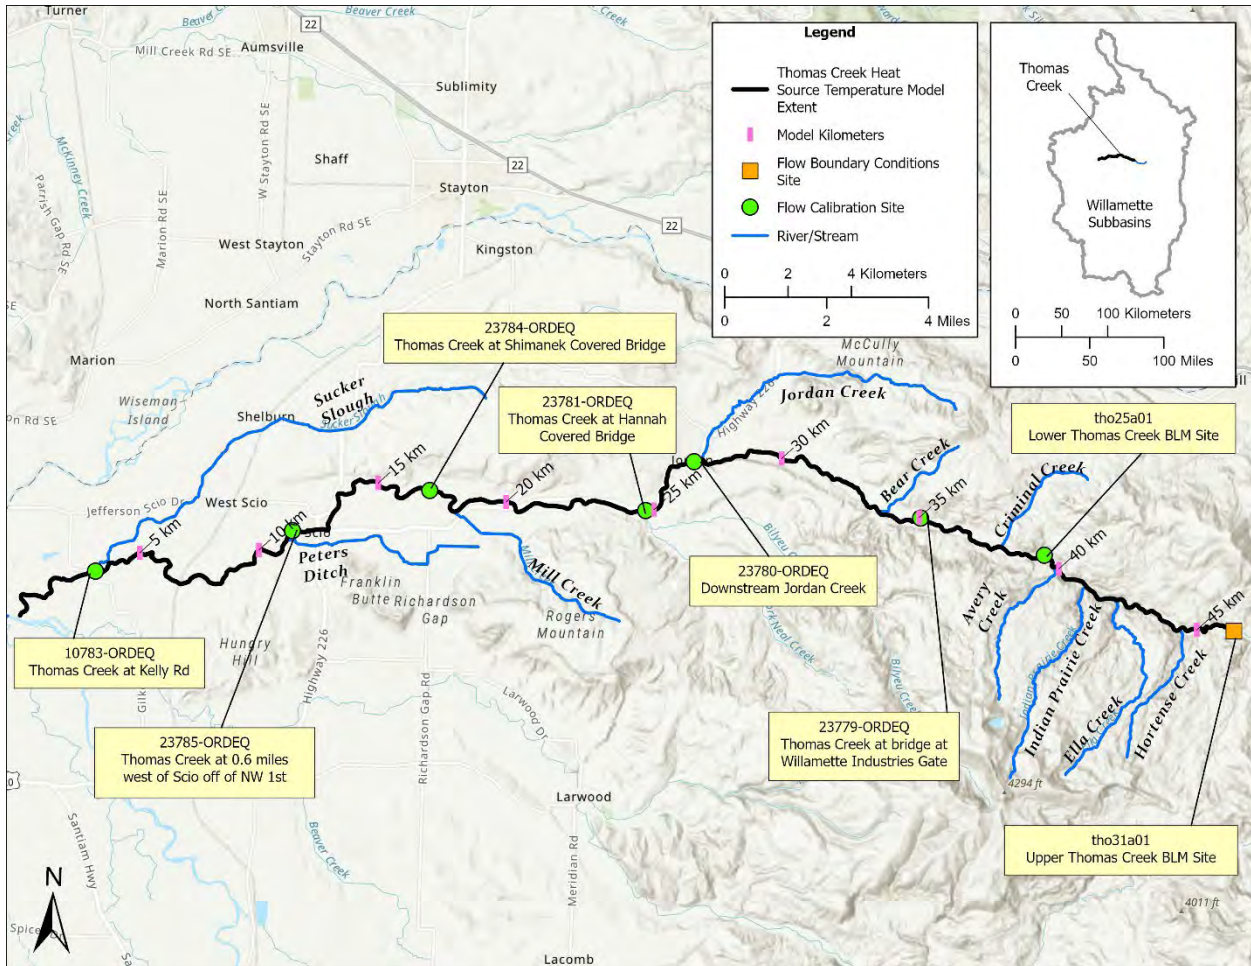 Turner
Beaver Creek
Beaver Creek
22
Mill Creek Rd SE
Aumsville
Sublimity
22
McKinney Creek
W Stayton Rd SE
Shaff
Stayton
22
Parrish Gap Rd
SE
Marion Rd SE
West Stayton
Stayton Rd SE
Kingston
North Santiam
Marion
Wiseman
Island
Shelburn
Sucker
Slough
Legend
Thomas Creek Heat
Source Temperature Model
Extent
Model Kilometers
Flow Boundary Conditions
Site
Flow Calibration Site
River/Stream
0 2 4 Kilometers
0 2 4 Miles
Thomas
Creek
Willamette
Subbasins
0 50 100 Kilometers
0 50 100 Miles
McCully
Mountain
23784-ORDEQ
Thomas Creek at Shimanek Covered Bridge
23781-ORDEQ
Thomas Creek at Hannah
Covered Bridge
Highway 226
Jordan Creek
tho25a01
Lower Thomas Creek BLM Site
Jefferson Scio Dr
West Scio
5 km
10 km
15 km
20 km
25 km
30 km
35 km
40 km
45 km
Scio
Bear Creek
Criminal Creek
Peters
Ditch
Franklin
Butte
Richardson
Gap
Mill Creek
Rogers
Mountain
Hungry
Hill
Highway 226
23780-ORDEQ
Downstream Jordan Creek
Avery
Creek
Indian Prairie Creek
Indian Prairie Creek
Ella Creek
Hortense Creek
10783-ORDEQ
Thomas Creek at Kelly Rd
23785-ORDEQ
Thomas Creek at 0.6 miles
west of Scio off of NW 1st
Richardson Gap Rd
Larwood Dr
Bilyeu Creek
23779-ORDEQ
Thomas Creek at bridge at
Willamette Industries Gate
4294 ft
Larwood
Meridian Rd
Beaver Creek
Santiam Hwy
tho31a01
Upper Thomas Creek BLM Site
4011 ft
N
Lacomb